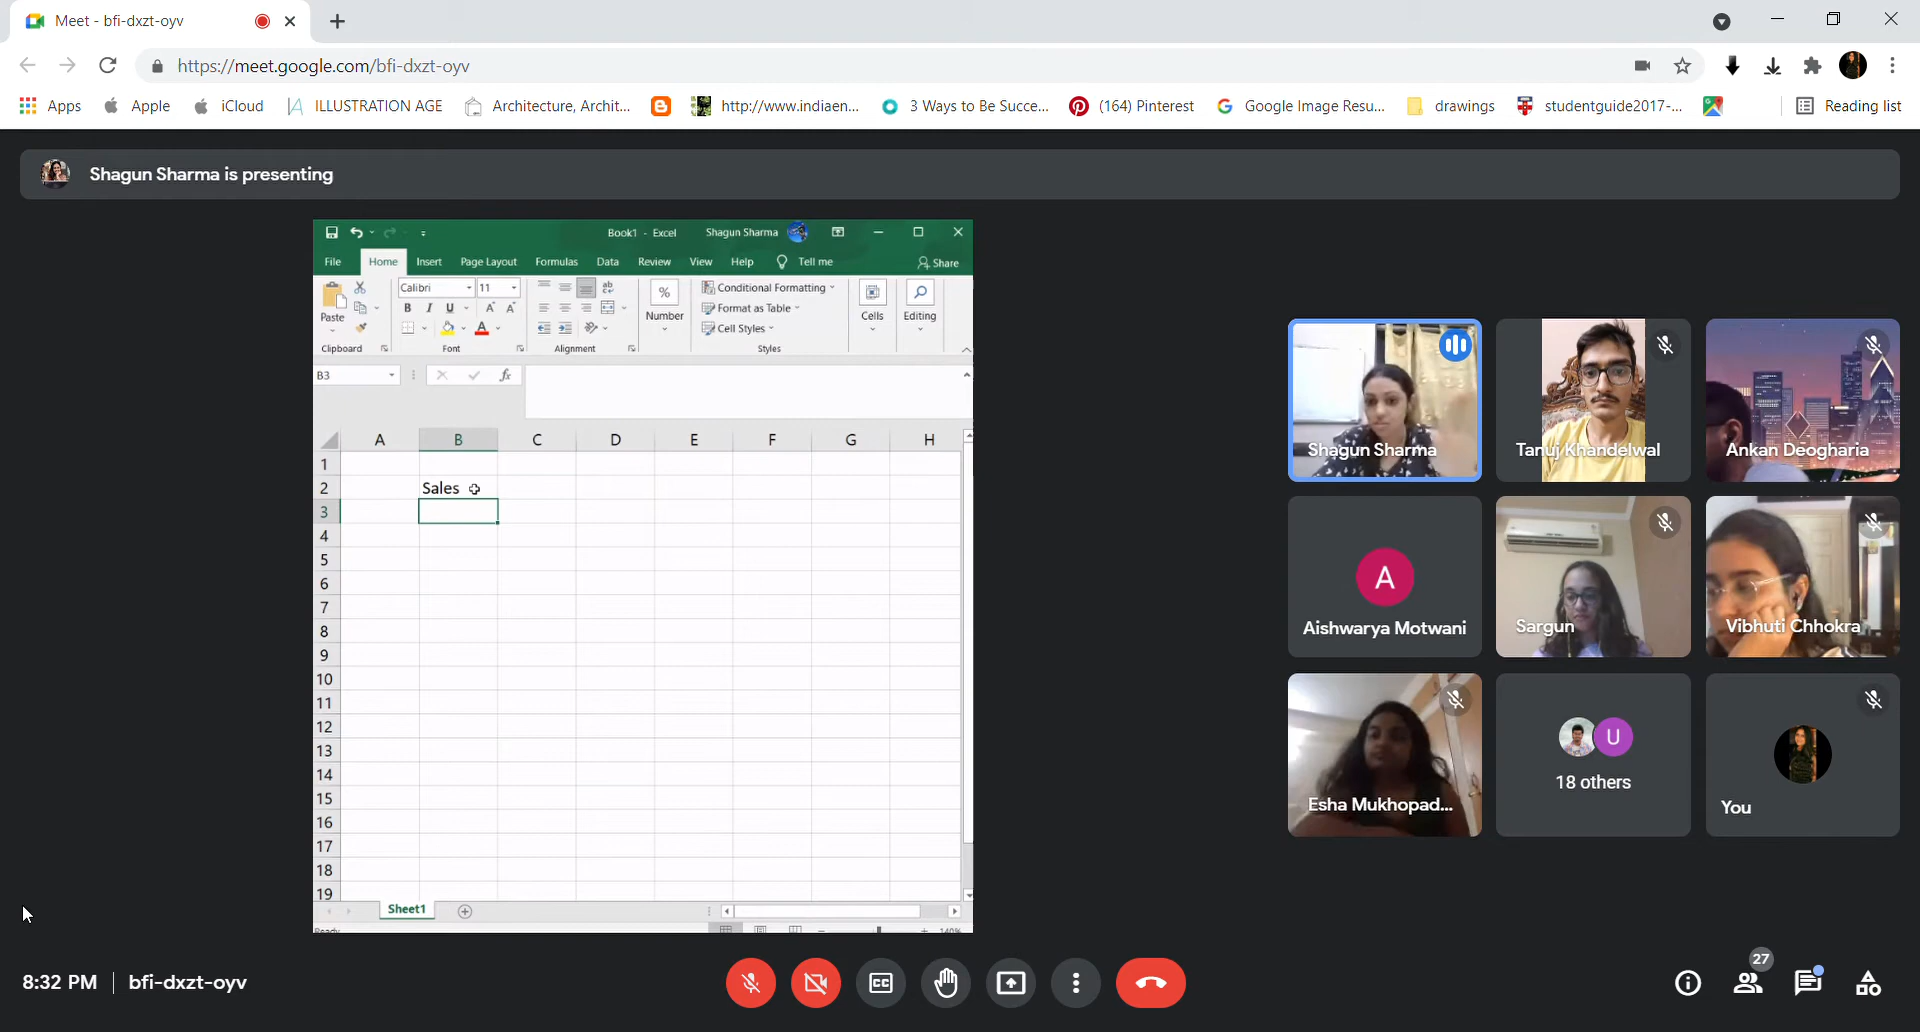 Meet - bfi-dxzt-oyv
https://meet.google.com/bfi-dxzt-oyv
Apps Apple iCloud ILLUSTRATION AGE Architecture, Archit... http://www.indiaen... 3 Ways to Be Succe... (164) Pinterest Google Image Resu... drawings studentguide2017-... Reading list
Shagun Sharma is presenting
Book1 - Excel Shagun Sharma
File Home Insert Page Layout Formulas Data Review View Help Tell me Share
Calibri 11
Conditional Formatting
Paste
B I U A A
Number
Format as Table
Cells
Editing
A
Cell Styles
Clipboard Font Alignment Styles
B3 fx
A B C D E F G H
1
2 Sales
3
4
5
6
7
8
9
10
11
12
13
14
15
16
17
18
19
Sheet1
Ready 140%
Shagun Sharma
Tanuj Khandelwal
Ankan Deogharia
A
Aishwarya Motwani
Sargun
Vibhuti Chhokra
Esha Mukhopad...
U
18 others
You
8:32 PM bfi-dxzt-oyv
CC
27